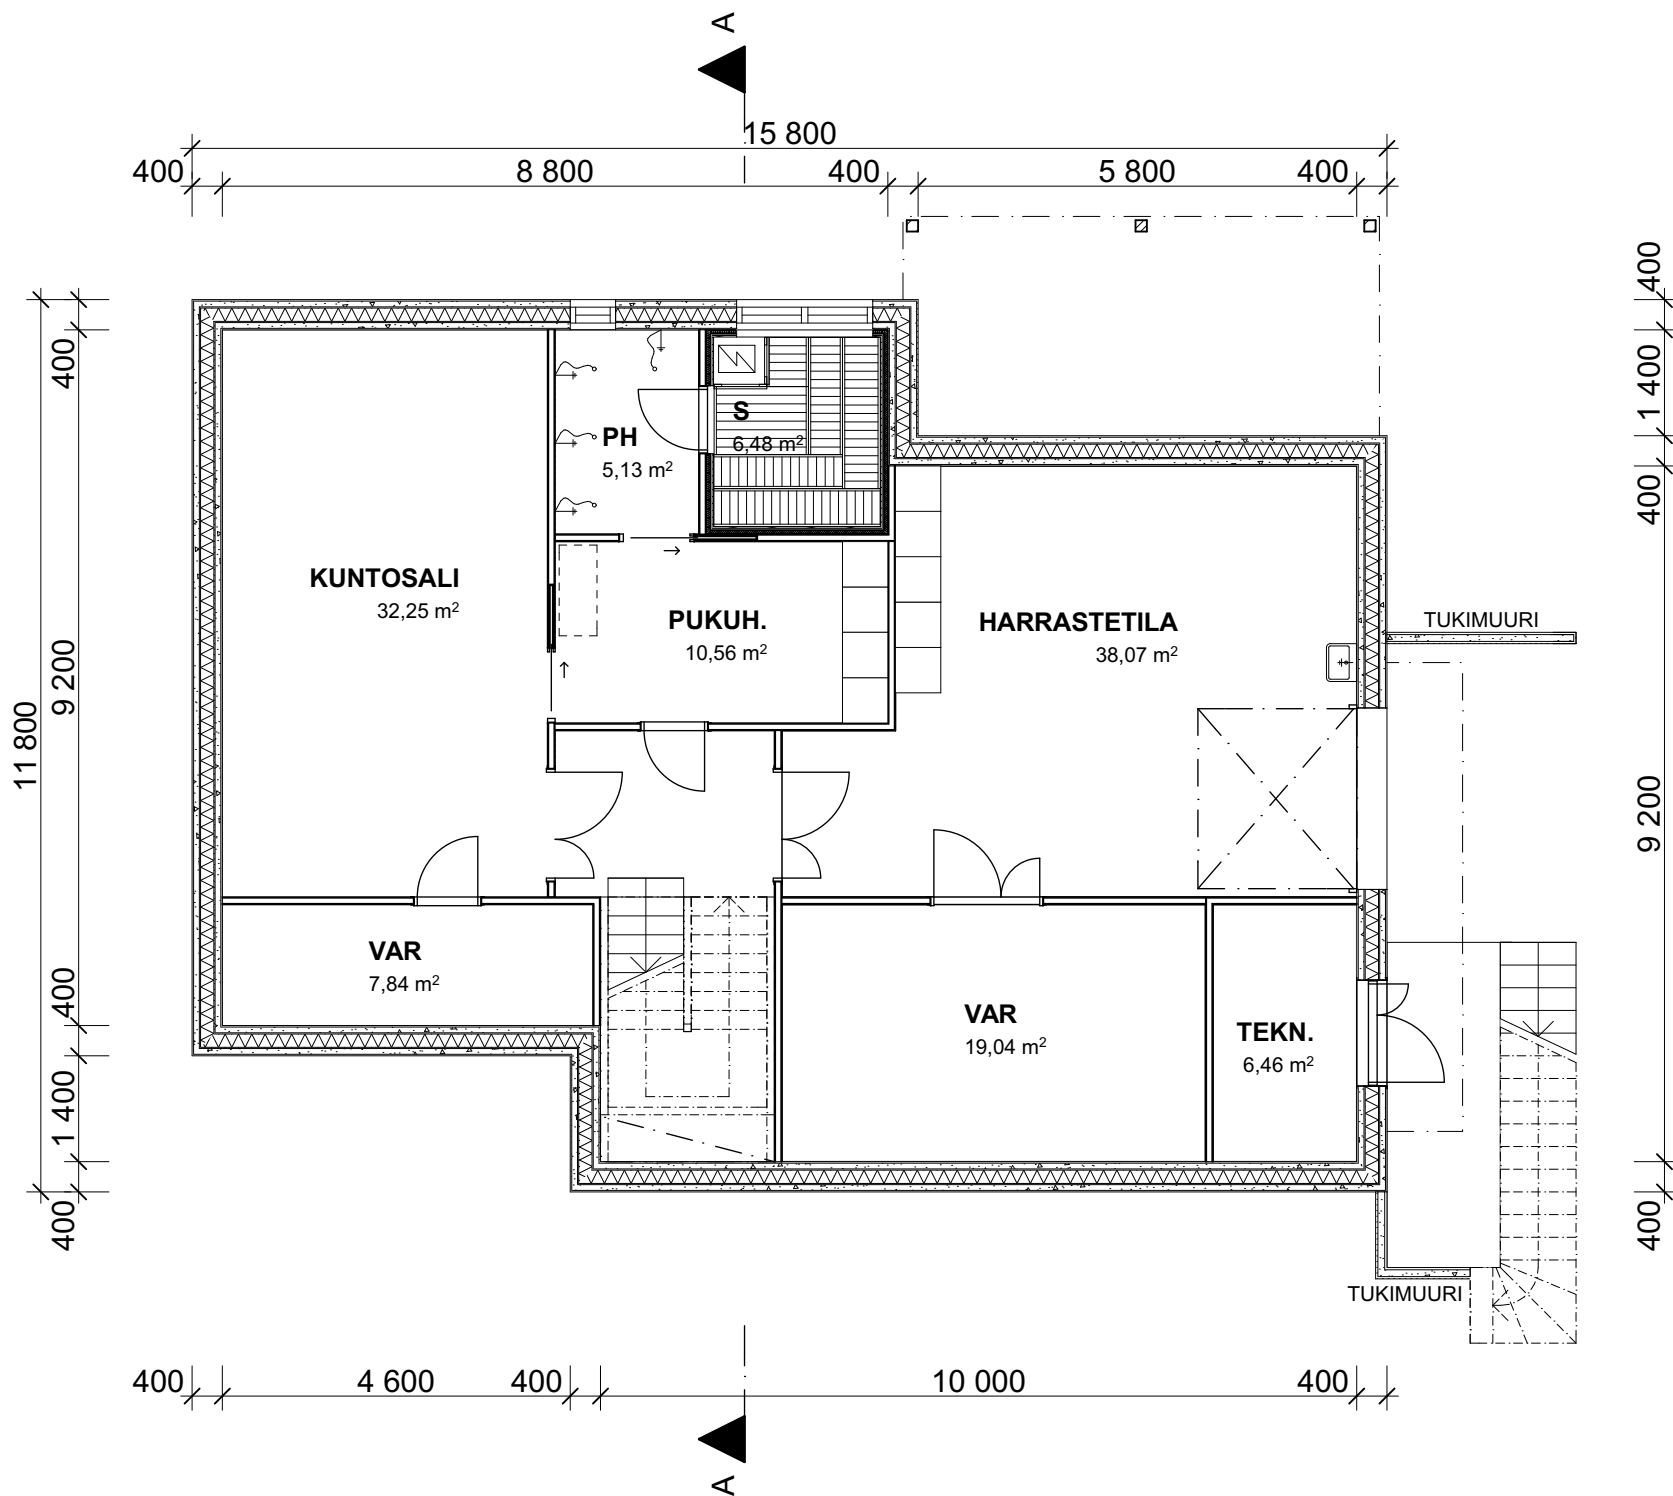 A
15 800
400 8 800 400 5 800 400
400
400
1 400
400
S
6,48 m²
PH
5,13 m²
KUNTOSALI
32,25 m²
PUKUH.
10,56 m²
HARRASTETILA
38,07 m²
TUKIMUURI
9 200
11 800
9 200
VAR
7,84 m²
400
VAR
19,04 m²
TEKN.
6,46 m²
1 400
400
400
TUKIMUURI
400 4 600 400 10 000 400
A